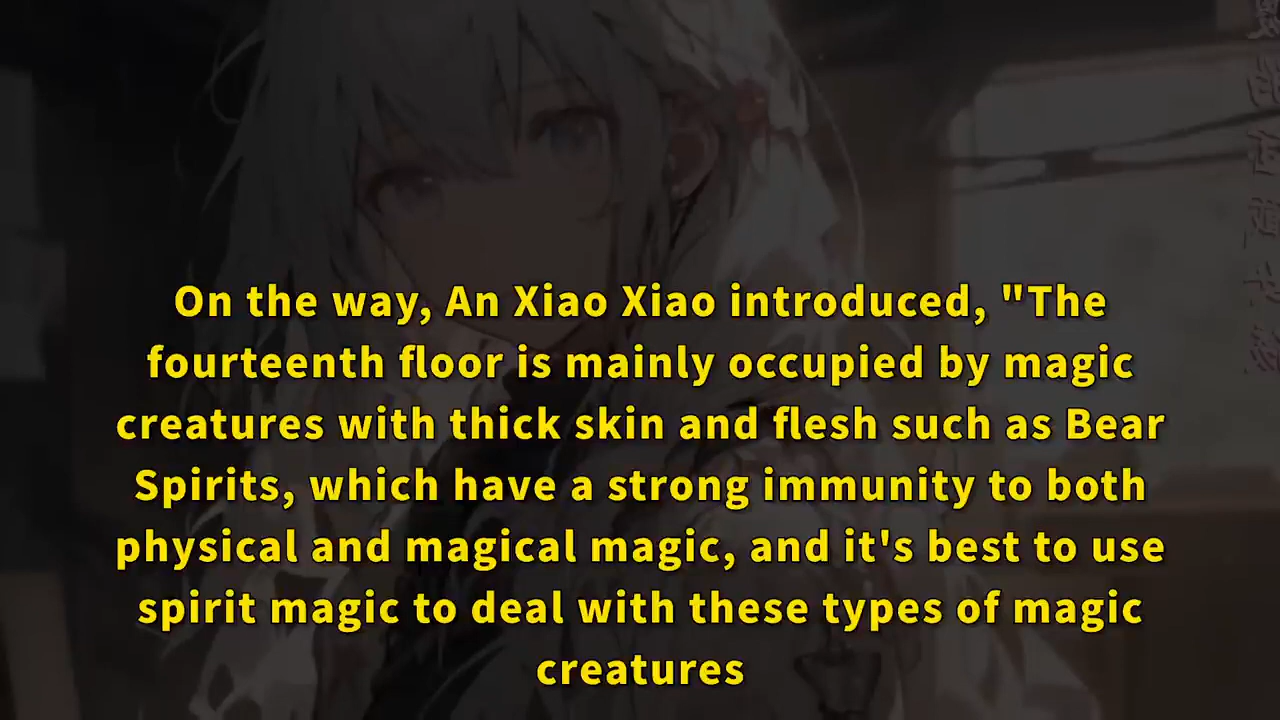 On the way, An Xiao Xiao introduced, "The
fourteenth floor is mainly occupied by magic
creatures with thick skin and flesh such as Bear
Spirits, which have a strong immunity to both
physical and magical magic, and it's best to use
spirit magic to deal with these types of magic
creatures